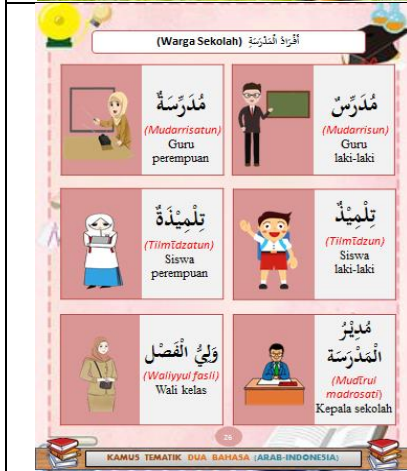 أَفْرَادُ الْمَدْرَسَةِ (Warga Sekolah)
مُدَرِّسٌ
(Mudarrisun)
Guru
laki-laki
مُدَرِّسَةٌ
(Mudarrisatun)
Guru
perempuan
تِلْمِيْذٌ
(Tilmīdzun)
Siswa
laki-laki
تِلْمِيْذَةٌ
(Tilmīdzatun)
Siswa
perempuan
مُدِيْرُ
الْمَدْرَسَة
(Mudīrul
madrosati)
Kepala sekolah
وَلِيُّ الْفَصْل
(Waliyyul fasli)
Wali kelas
26
KAMUS TEMATIK DUA BAHASA (ARAB-INDONESIA)